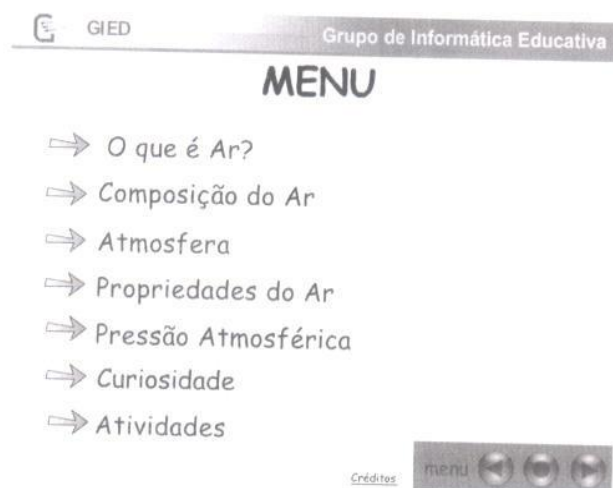 GIED
Grupo de Informática Educativa
MENU
O que é Ar?
Composição do Ar
Atmosfera
Propriedades do Ar
Pressão Atmosférica
Curiosidade
Atividades
Créditos
menu